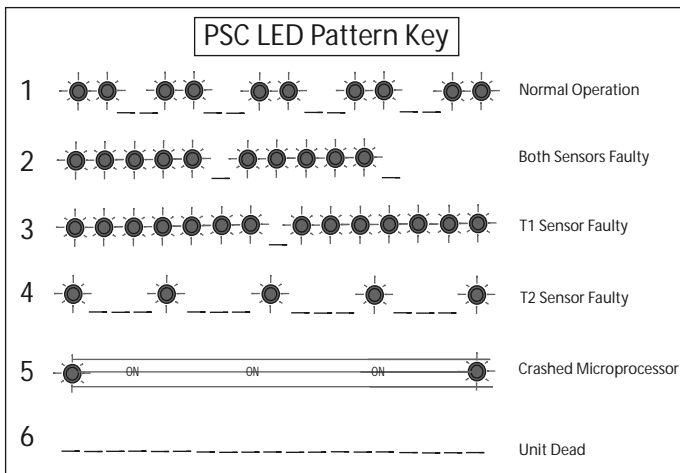 PSC LED Pattern Key
1 Normal Operation
2 Both Sensors Faulty
3 T1 Sensor Faulty
4 T2 Sensor Faulty
5 ON ON ON Crashed Microprocessor
6 Unit Dead